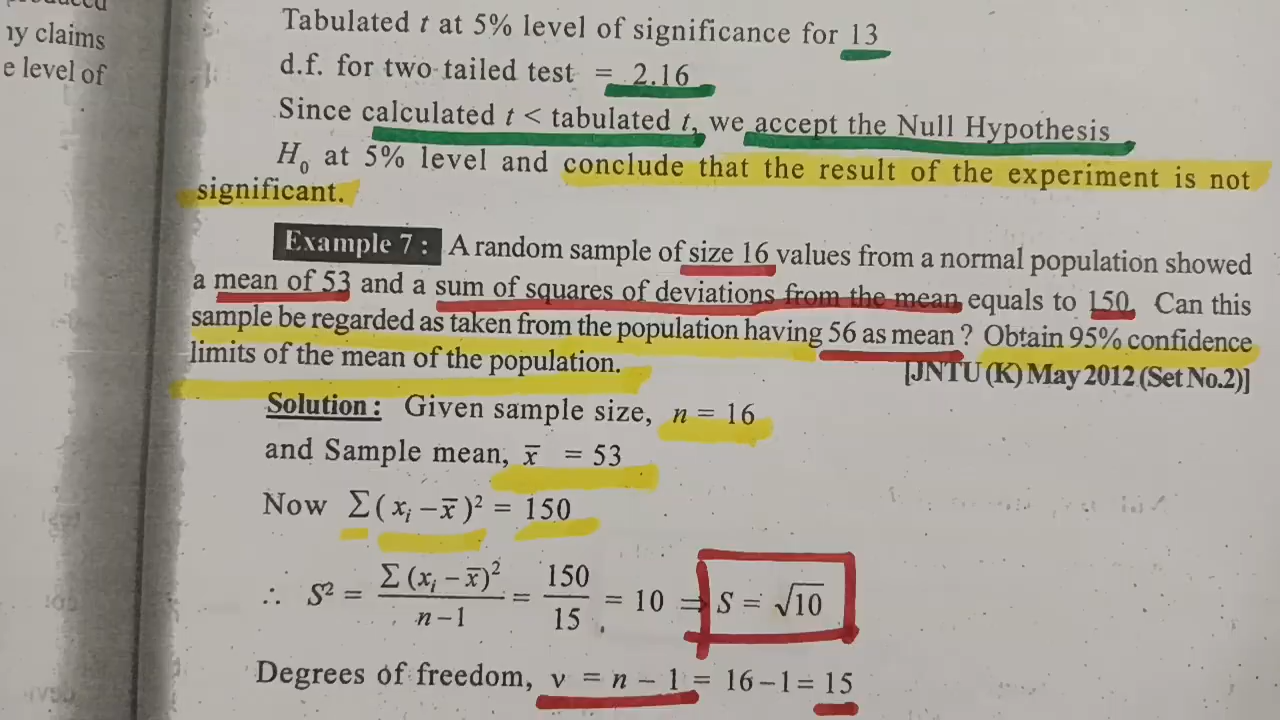 ny claims
e level of
Tabulated t at 5% level of significance for 13
d.f. for two tailed test = 2.16
Since calculated t < tabulated t, we accept the Null Hypothesis
H₀ at 5% level and conclude that the result of the experiment is not
significant.
Example 7 : A random sample of size 16 values from a normal population showed
a mean of 53 and a sum of squares of deviations from the mean equals to 150. Can this
sample be regarded as taken from the population having 56 as mean ? Obtain 95% confidence
limits of the mean of the population.
[JNTU (K) May 2012 (Set No.2)]
Solution : Given sample size, n = 16
and Sample mean, x̄ = 53
Now Σ(xᵢ – x̄)² = 150
∴ S² = Σ(xᵢ – x̄)² / n – 1 = 150 / 15 = 10 ⇒ S = √10
Degrees of freedom, ν = n – 1 = 16 – 1 = 15